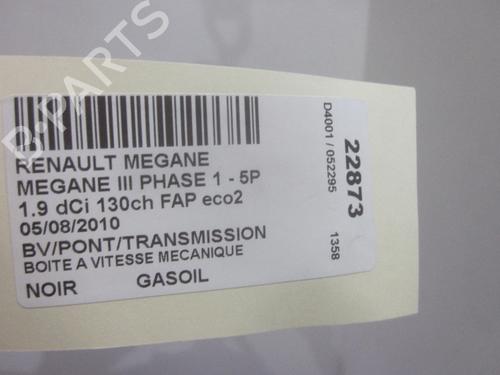 RENAULT MEGANE
MEGANE III PHASE 1 - 5P
1.9 dCi 130ch FAP eco2
05/08/2010
BV/PONT/TRANSMISSION
BOITE A VITESSE MECANIQUE
NOIR GASOIL
22873
D4001 / 052295
1358
B-PARTS